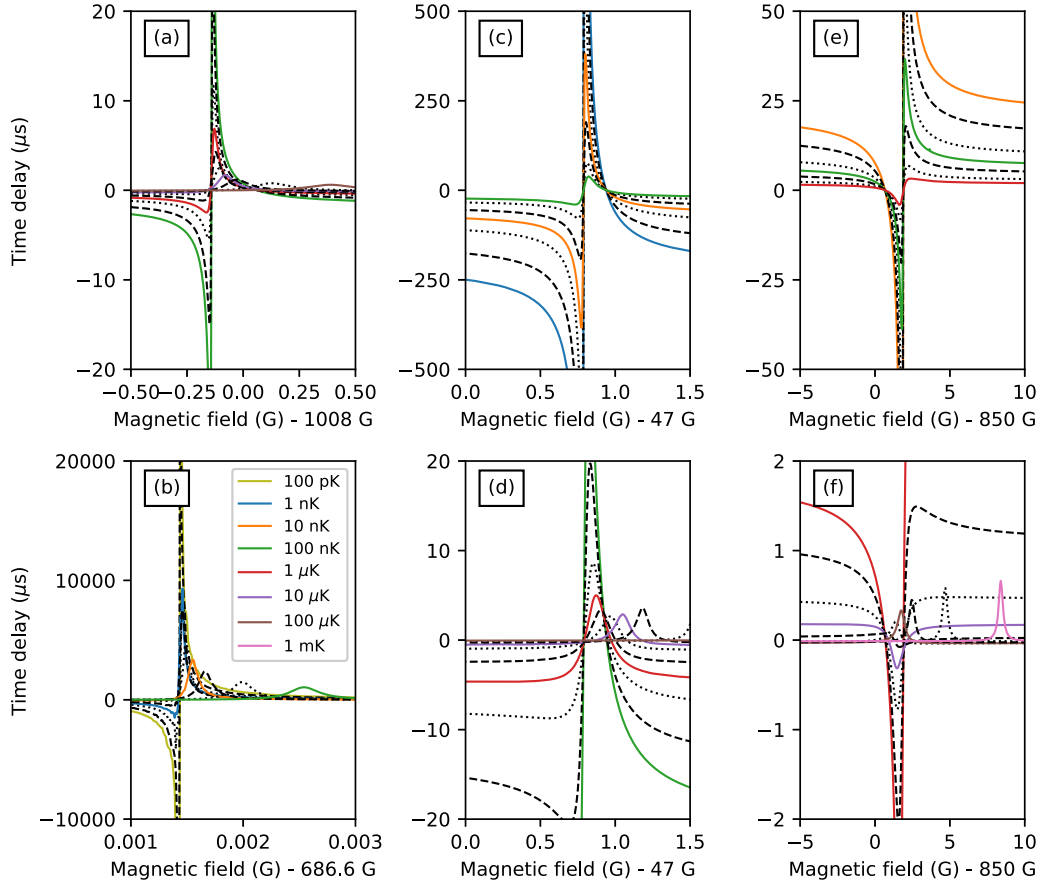 (a)
20
10
0
−10
−20
−0.50
−0.25
0.00
0.25
0.50
Magnetic field (G) - 1008 G
Time delay (μs)
(c)
500
250
0
−250
−500
0.0
0.5
1.0
1.5
Magnetic field (G) - 47 G
(e)
50
25
0
−25
−50
−5
0
5
10
Magnetic field (G) - 850 G
(b)
20000
10000
0
−10000
0.001
0.002
0.003
Magnetic field (G) - 686.6 G
Time delay (μs)
100 pK
1 nK
10 nK
100 nK
1 μK
10 μK
100 μK
1 mK
(d)
20
10
0
−10
−20
0.0
0.5
1.0
1.5
Magnetic field (G) - 47 G
(f)
2
1
0
−1
−2
−5
0
5
10
Magnetic field (G) - 850 G